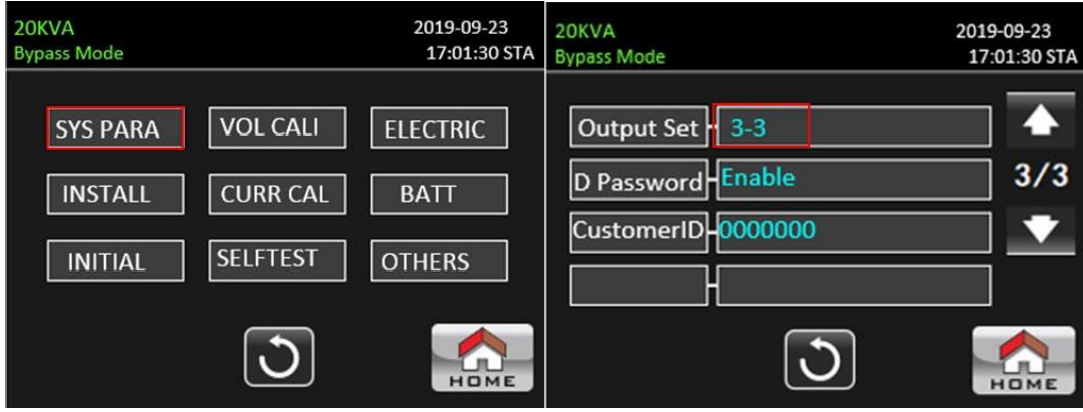 20KVA 2019-09-23
Bypass Mode 17:01:30 STA
SYS PARA VOL CALI ELECTRIC
INSTALL CURR CAL BATT
INITIAL SELFTEST OTHERS
HOME
20KVA 2019-09-23
Bypass Mode 17:01:30 STA
Output Set 3-3
D Password Enable 3/3
CustomerID 0000000
HOME